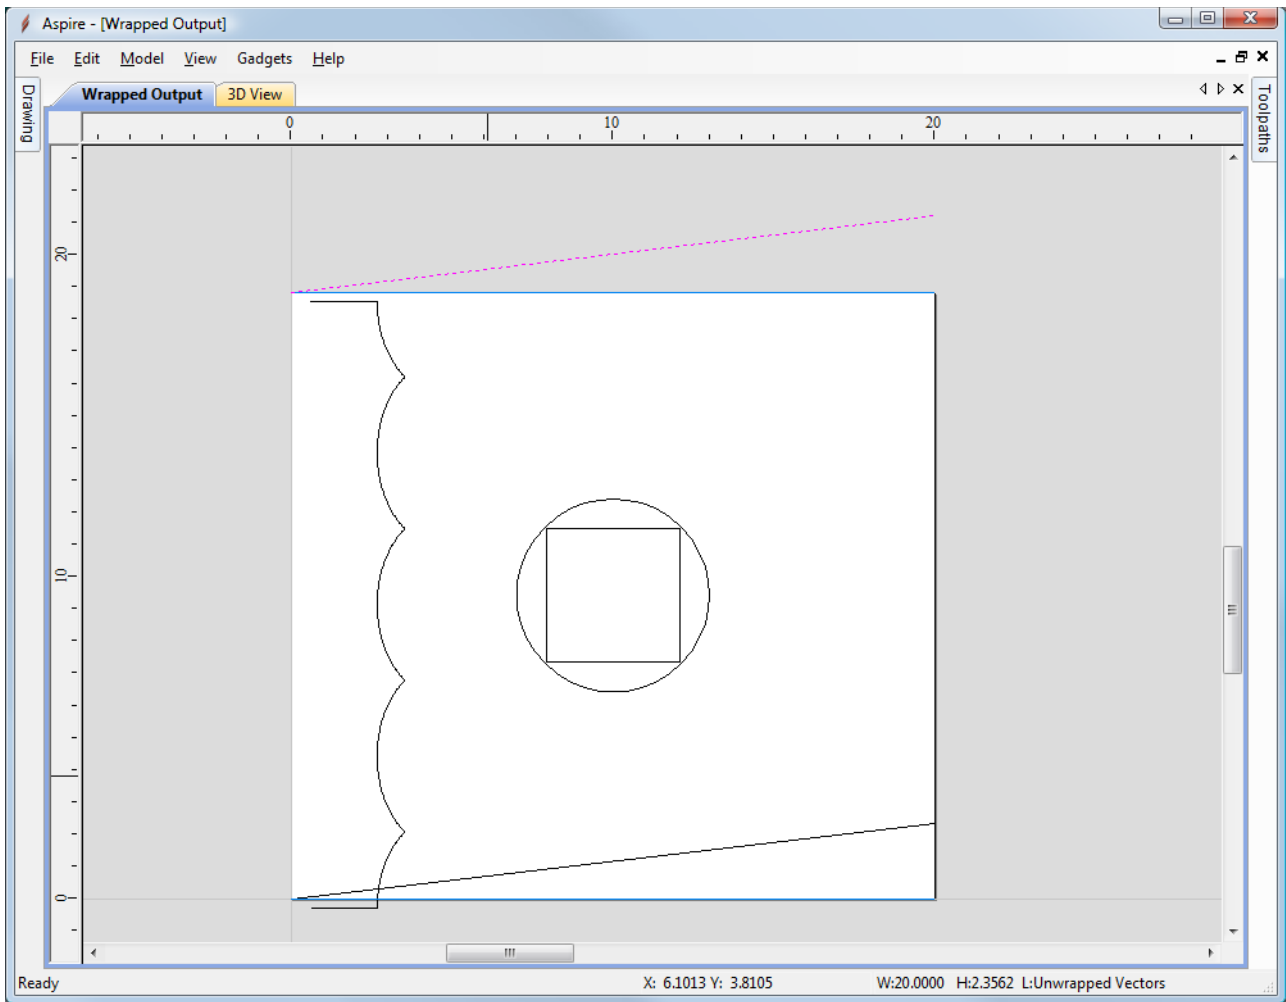 Aspire - [Wrapped Output]
File Edit Model View Gadgets Help
Drawing
Wrapped Output 3D View
Toolpaths
0 10 20
20
10
0
Ready X: 6.1013 Y: 3.8105 W:20.0000 H:2.3562 L:Unwrapped Vectors